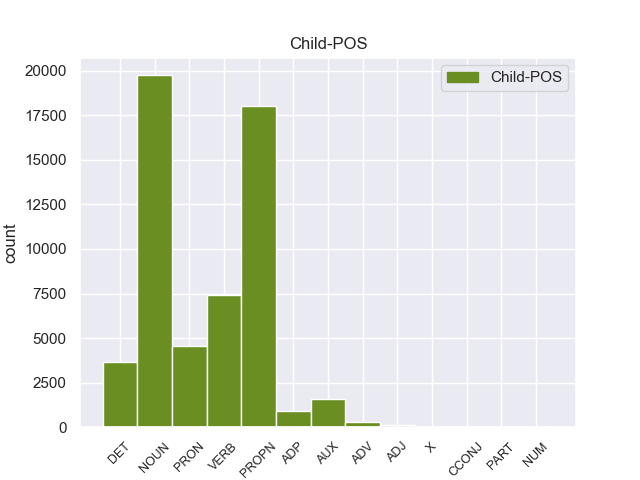 Child-POS
Child-POS
20000
17500
15000
12500
10000
7500
5000
2500
0
count
DET NOUN PRON VERB PROPN ADP AUX ADV ADJ X CCONJ PART NUM